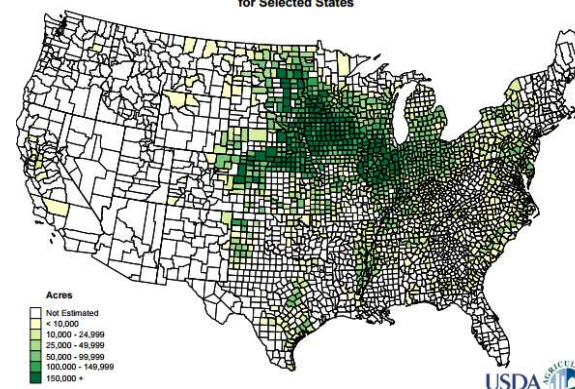 for Selected States
Acres
Not Estimated
< 10,000
10,000 - 24,999
25,000 - 49,999
50,000 - 99,999
100,000 - 149,999
150,000 +
USDA
AGRICUL